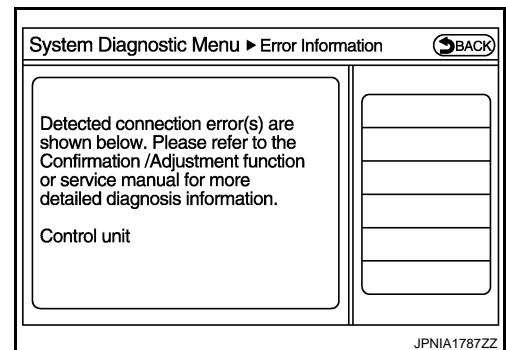 System Diagnostic Menu ▶ Error Information
BACK
Detected connection error(s) are
shown below. Please refer to the
Confirmation /Adjustment function
or service manual for more
detailed diagnosis information.
Control unit
JPNIA1787ZZ